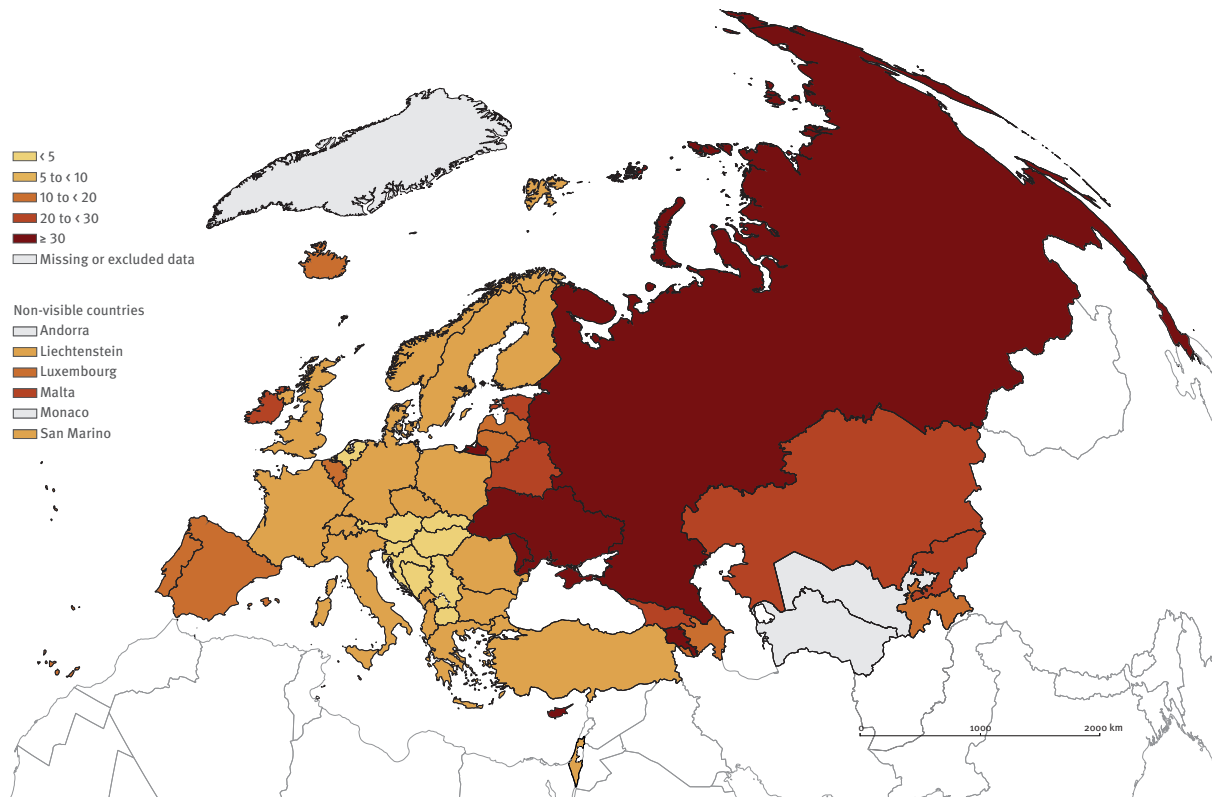 < 5
5 to < 10
10 to < 20
20 to < 30
≥ 30
Missing or excluded data
Non-visible countries
Andorra
Liechtenstein
Luxembourg
Malta
Monaco
San Marino
0 1000 2000 km